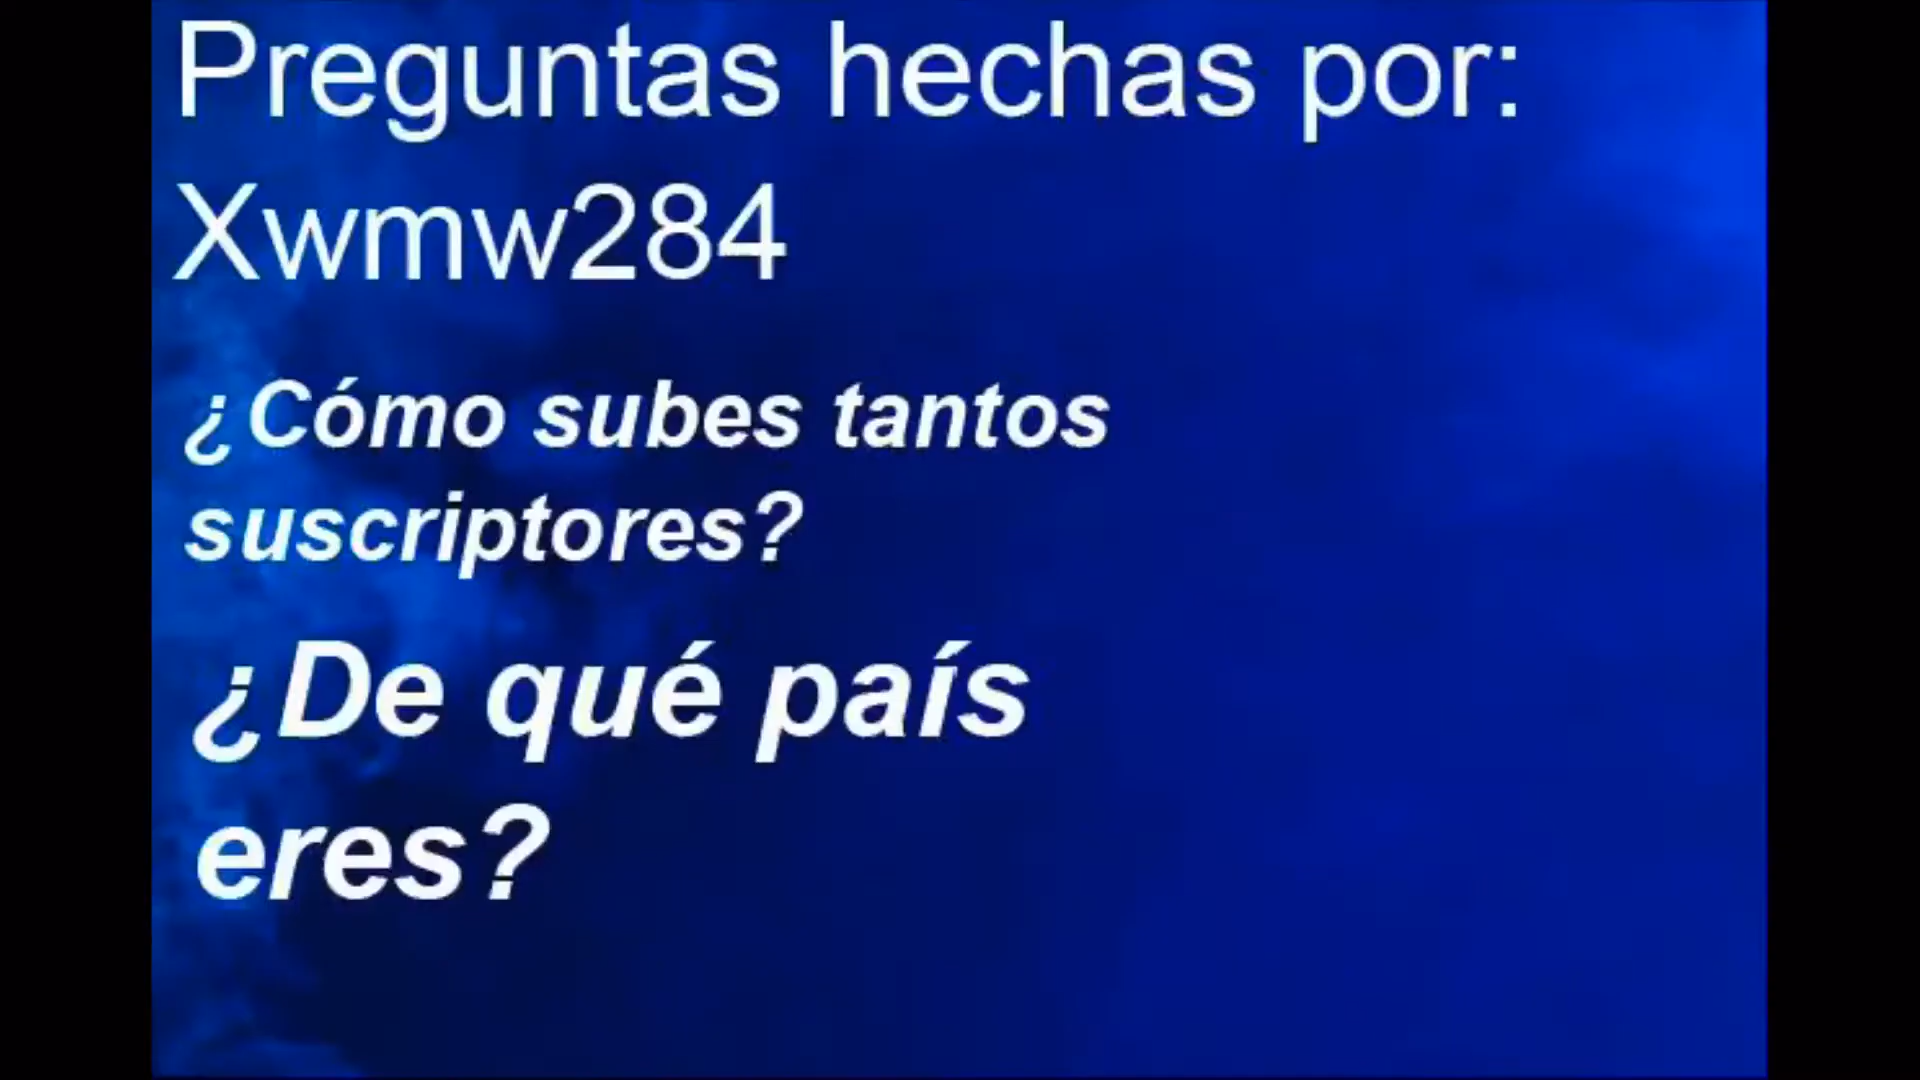 Preguntas hechas por:
Xwmw284
¿Cómo subes tantos
suscriptores?
¿De qué país
eres?